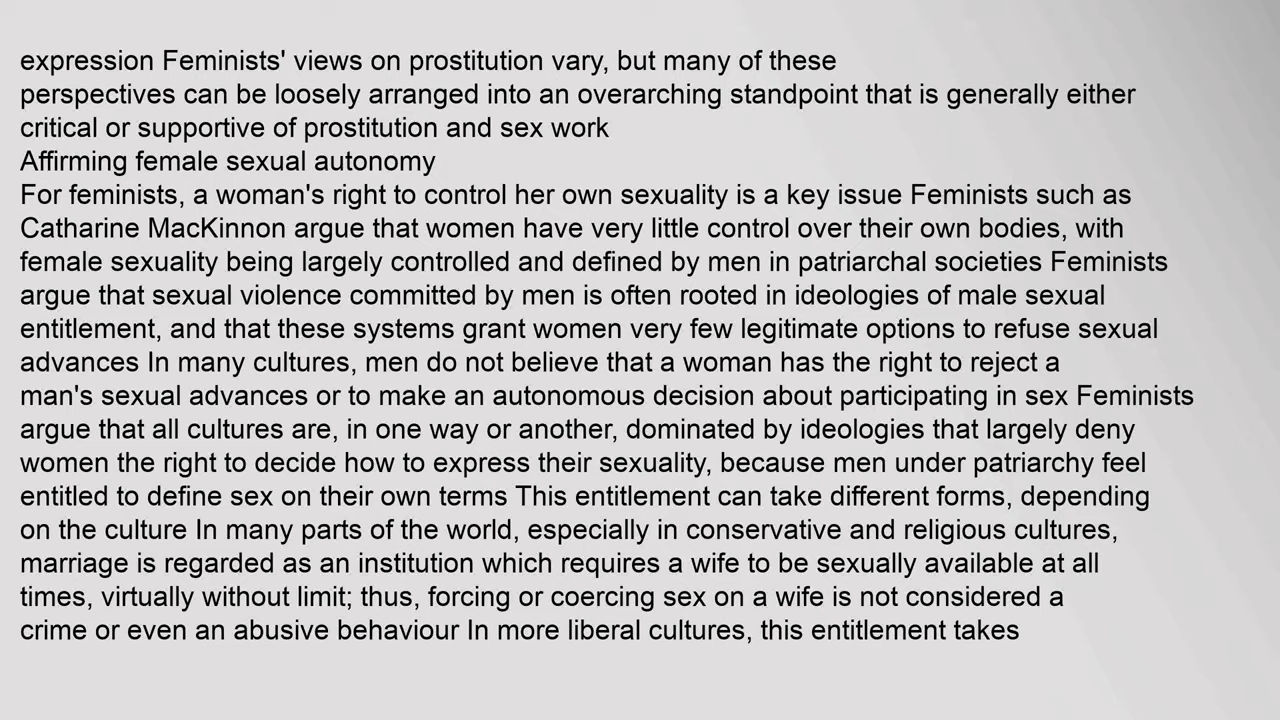 expression Feminists' views on prostitution vary, but many of these
perspectives can be loosely arranged into an overarching standpoint that is generally either
critical or supportive of prostitution and sex work
Affirming female sexual autonomy
For feminists, a woman's right to control her own sexuality is a key issue Feminists such as
Catharine MacKinnon argue that women have very little control over their own bodies, with
female sexuality being largely controlled and defined by men in patriarchal societies Feminists
argue that sexual violence committed by men is often rooted in ideologies of male sexual
entitlement, and that these systems grant women very few legitimate options to refuse sexual
advances In many cultures, men do not believe that a woman has the right to reject a
man's sexual advances or to make an autonomous decision about participating in sex Feminists
argue that all cultures are, in one way or another, dominated by ideologies that largely deny
women the right to decide how to express their sexuality, because men under patriarchy feel
entitled to define sex on their own terms This entitlement can take different forms, depending
on the culture In many parts of the world, especially in conservative and religious cultures,
marriage is regarded as an institution which requires a wife to be sexually available at all
times, virtually without limit; thus, forcing or coercing sex on a wife is not considered a
crime or even an abusive behaviour In more liberal cultures, this entitlement takes